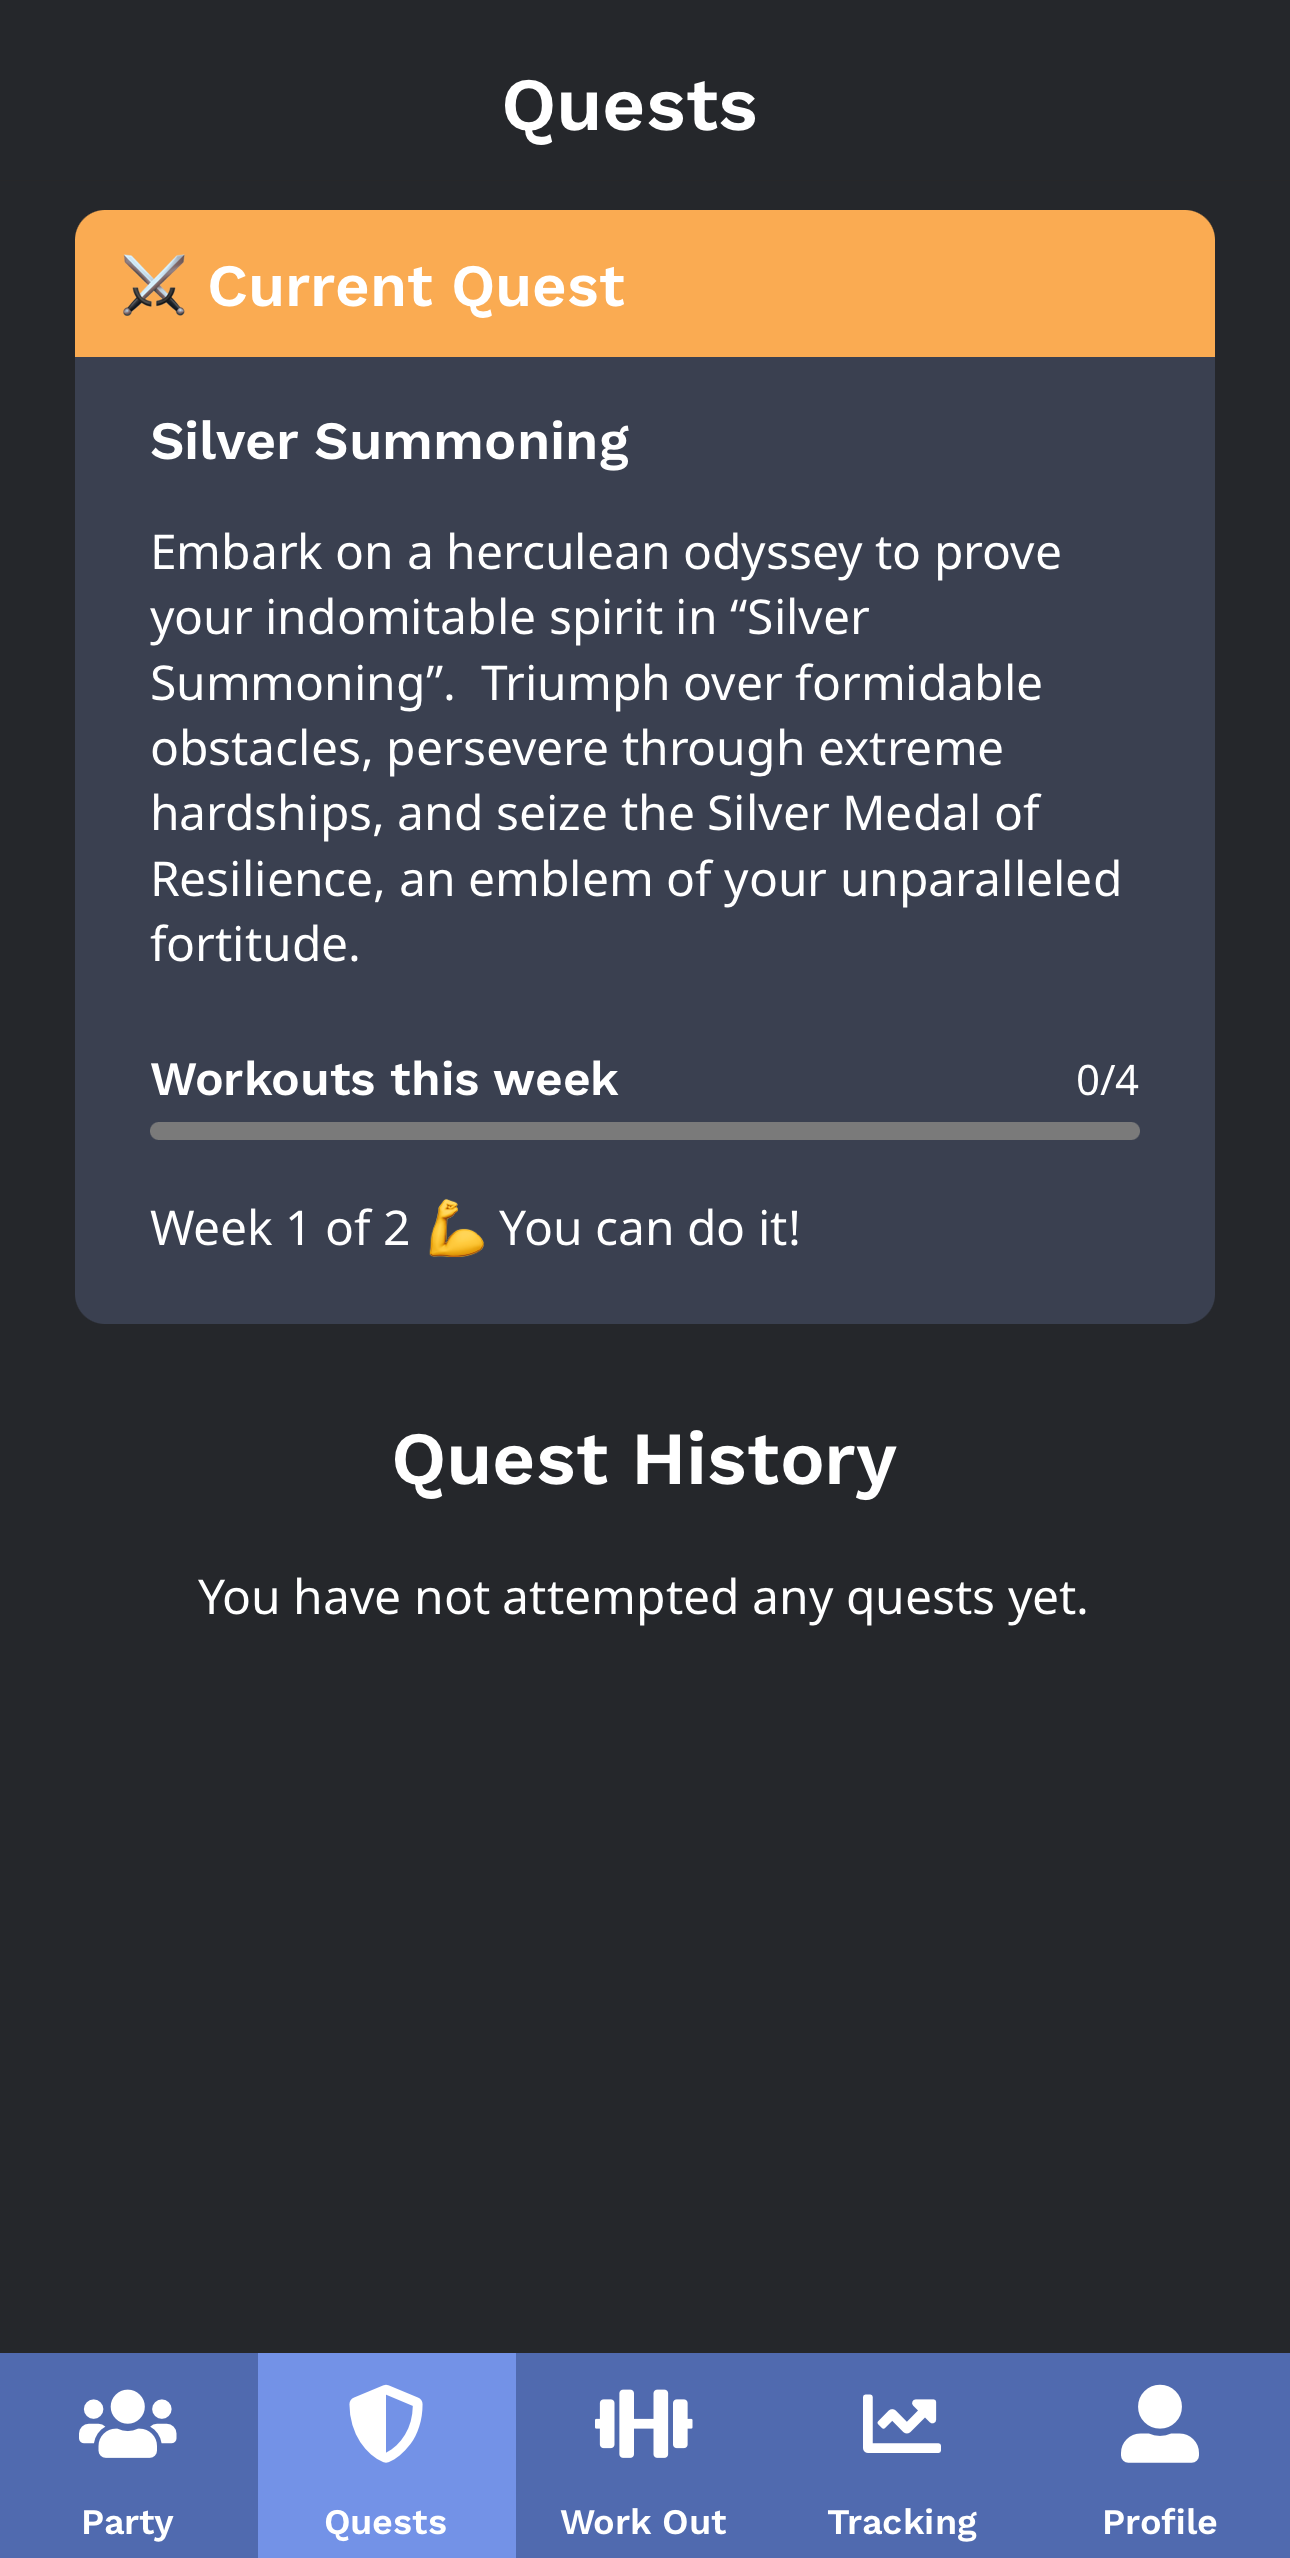 Quests
⚔️ Current Quest
Silver Summoning
Embark on a herculean odyssey to prove
your indomitable spirit in “Silver
Summoning”.  Triumph over formidable
obstacles, persevere through extreme
hardships, and seize the Silver Medal of
Resilience, an emblem of your unparalleled
fortitude.
Workouts this week 0/4
Week 1 of 2 💪 You can do it!
Quest History
You have not attempted any quests yet.
Party Quests Work Out Tracking Profile